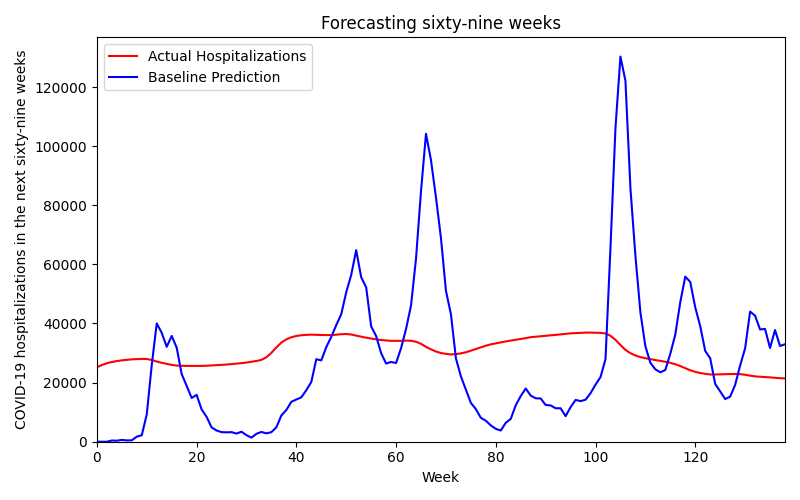 Forecasting sixty-nine weeks
Actual Hospitalizations
Baseline Prediction
COVID-19 hospitalizations in the next sixty-nine weeks
120000
100000
80000
60000
40000
20000
0
0 20 40 60 80 100 120
Week